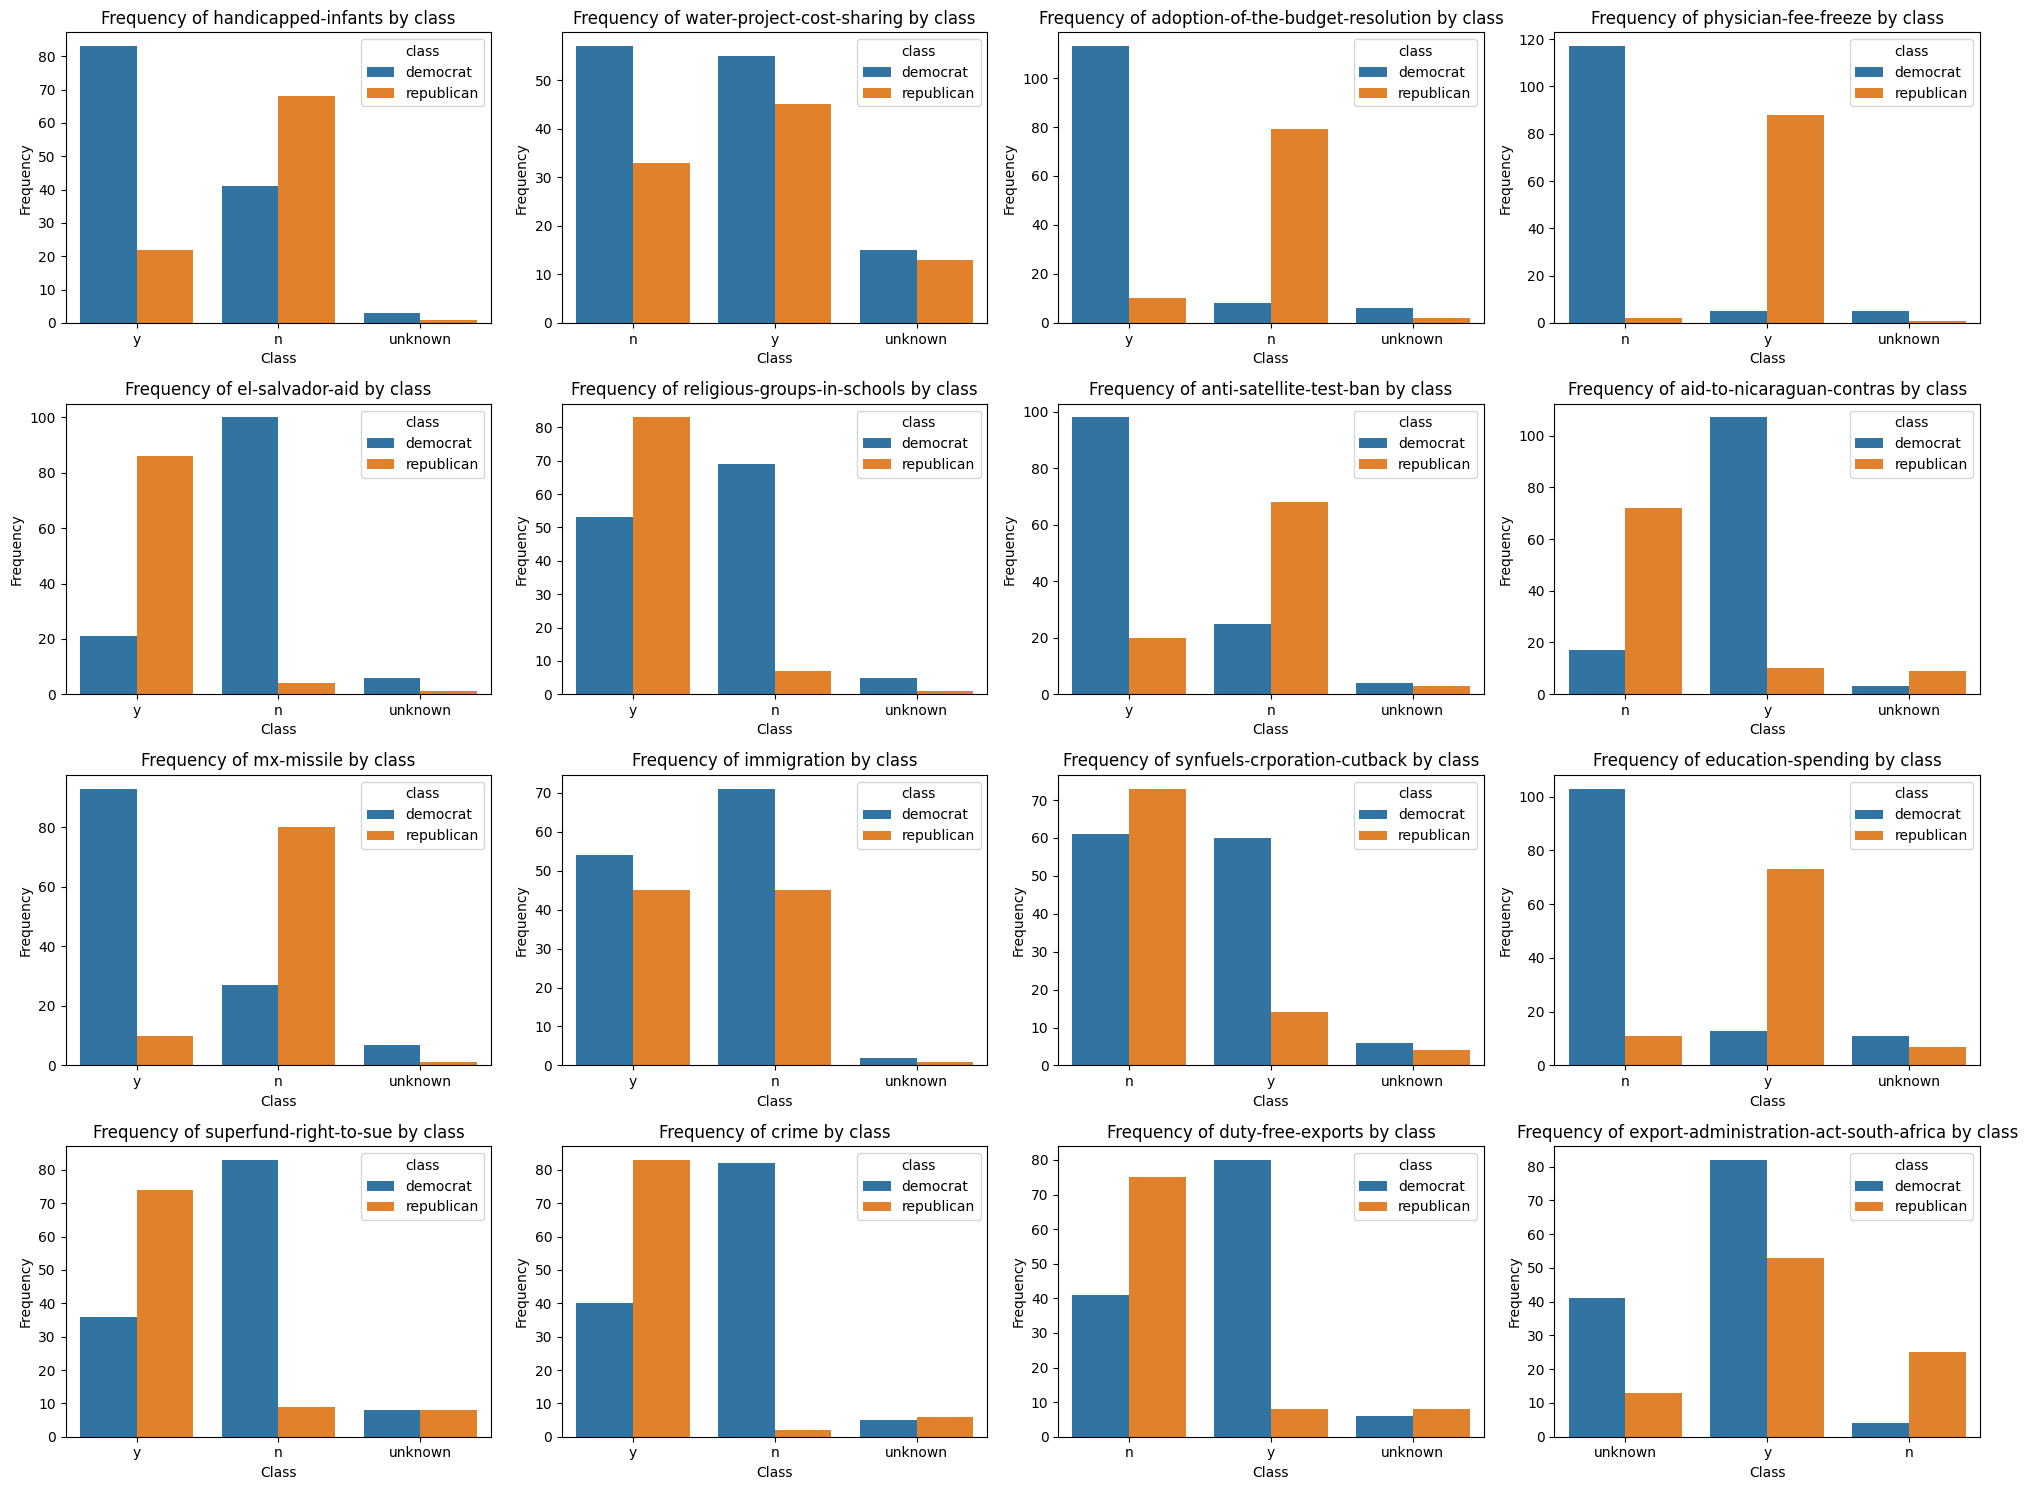 Frequency of handicapped-infants by class
80
70
60
50
40
30
20
10
0
Frequency
y
n
unknown
Class
class
democrat
republican
Frequency of water-project-cost-sharing by class
50
40
30
20
10
0
Frequency
n
y
unknown
Class
class
democrat
republican
Frequency of adoption-of-the-budget-resolution by class
100
80
60
40
20
0
Frequency
y
n
unknown
Class
class
democrat
republican
Frequency of physician-fee-freeze by class
120
100
80
60
40
20
0
Frequency
n
y
unknown
Class
class
democrat
republican
Frequency of el-salvador-aid by class
100
80
60
40
20
0
Frequency
y
n
unknown
Class
class
democrat
republican
Frequency of religious-groups-in-schools by class
80
70
60
50
40
30
20
10
0
Frequency
y
n
unknown
Class
class
democrat
republican
Frequency of anti-satellite-test-ban by class
100
80
60
40
20
0
Frequency
y
n
unknown
Class
class
democrat
republican
Frequency of aid-to-nicaraguan-contras by class
100
80
60
40
20
0
Frequency
n
y
unknown
Class
class
democrat
republican
Frequency of mx-missile by class
80
60
40
20
0
Frequency
y
n
unknown
Class
class
democrat
republican
Frequency of immigration by class
70
60
50
40
30
20
10
0
Frequency
y
n
unknown
Class
class
democrat
republican
Frequency of synfuels-crporation-cutback by class
70
60
50
40
30
20
10
0
Frequency
n
y
unknown
Class
class
democrat
republican
Frequency of education-spending by class
100
80
60
40
20
0
Frequency
n
y
unknown
Class
class
democrat
republican
Frequency of superfund-right-to-sue by class
80
70
60
50
40
30
20
10
0
Frequency
y
n
unknown
Class
class
democrat
republican
Frequency of crime by class
80
70
60
50
40
30
20
10
0
Frequency
y
n
unknown
Class
class
democrat
republican
Frequency of duty-free-exports by class
80
70
60
50
40
30
20
10
0
Frequency
n
y
unknown
Class
class
democrat
republican
Frequency of export-administration-act-south-africa by class
80
70
60
50
40
30
20
10
0
Frequency
unknown
y
n
Class
class
democrat
republican